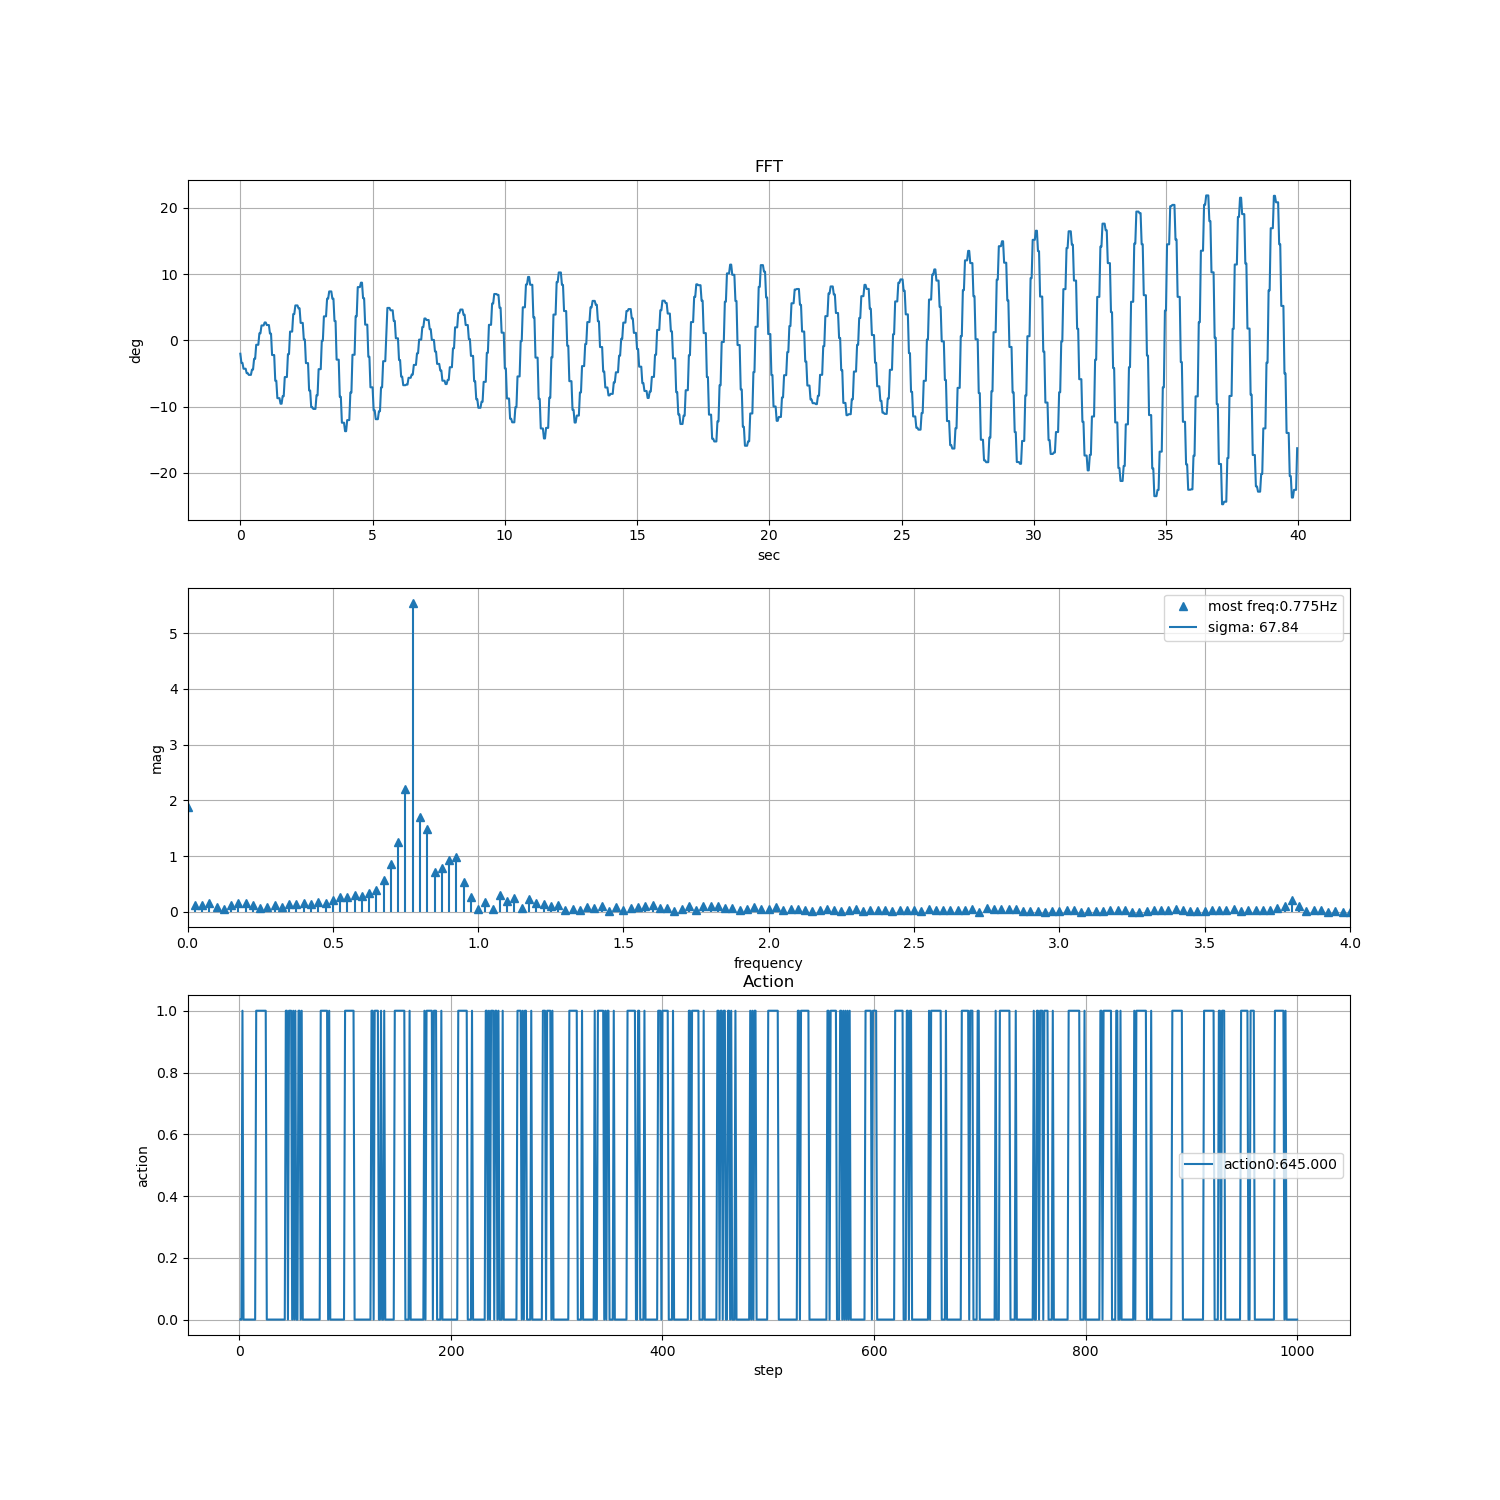 FFT
20
10
0
−10
−20
deg
0 5 10 15 20 25 30 35 40
sec
most freq:0.775Hz
sigma: 67.84
5
4
3
2
1
0
mag
0.0 0.5 1.0 1.5 2.0 2.5 3.0 3.5 4.0
frequency
Action
1.0
0.8
0.6
0.4
0.2
0.0
action
action0:645.000
0 200 400 600 800 1000
step